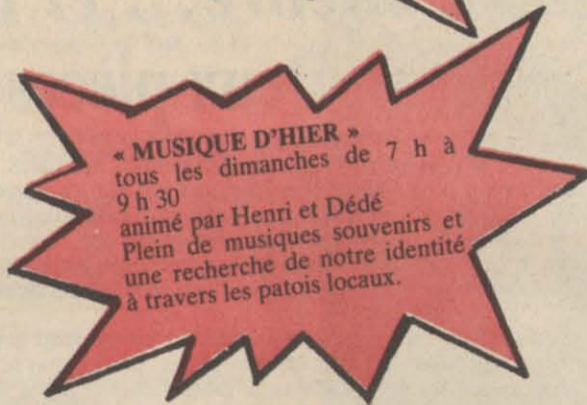 « MUSIQUE D'HIER »
tous les dimanches de 7 h à
9 h 30
animé par Henri et Dédé
Plein de musiques souvenirs et
une recherche de notre identité
à travers les patois locaux.